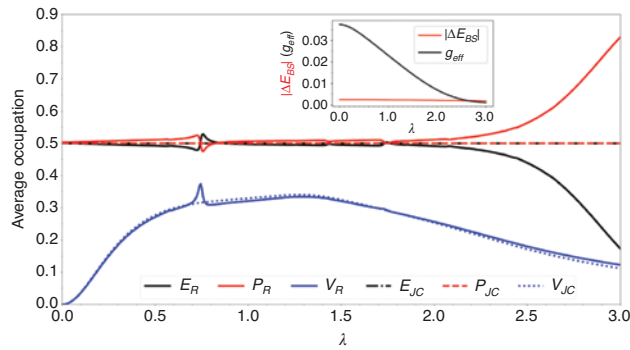 0.9
0.8
0.7
0.6
0.5
0.4
0.3
0.2
0.1
0.0
Average occupation
0.0 0.5 1.0 1.5 2.0 2.5 3.0
λ
E_R P_R V_R E_JC P_JC V_JC
|ΔE_BS| (g_eff)
0.03
0.02
0.01
0.00
0.0 1.0 2.0 3.0
λ
|ΔE_BS|
g_eff